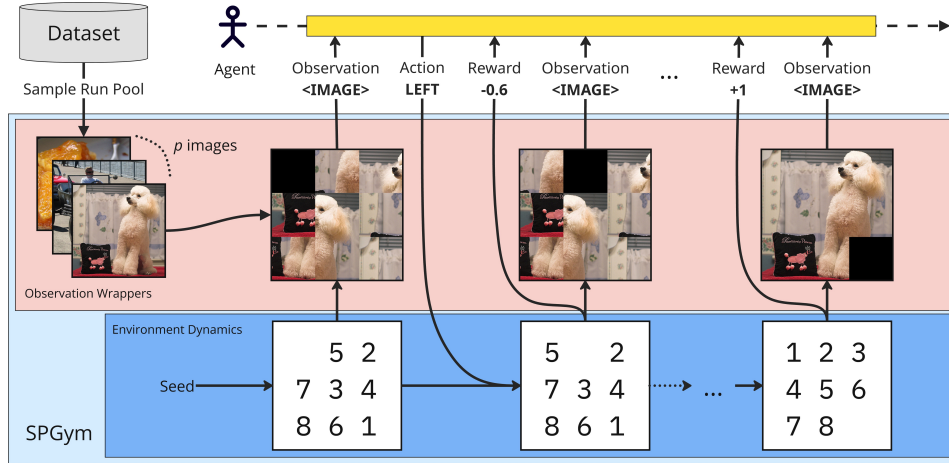 Dataset
Sample Run Pool
Agent
Observation
<IMAGE>
Action
LEFT
Reward
-0.6
Observation
<IMAGE>
...
Reward
+1
Observation
<IMAGE>
p images
Observation Wrappers
Environment Dynamics
Seed
5 2
7 3 4
8 6 1
5 2
7 3 4
8 6 1
...
1 2 3
4 5 6
7 8
SPGym